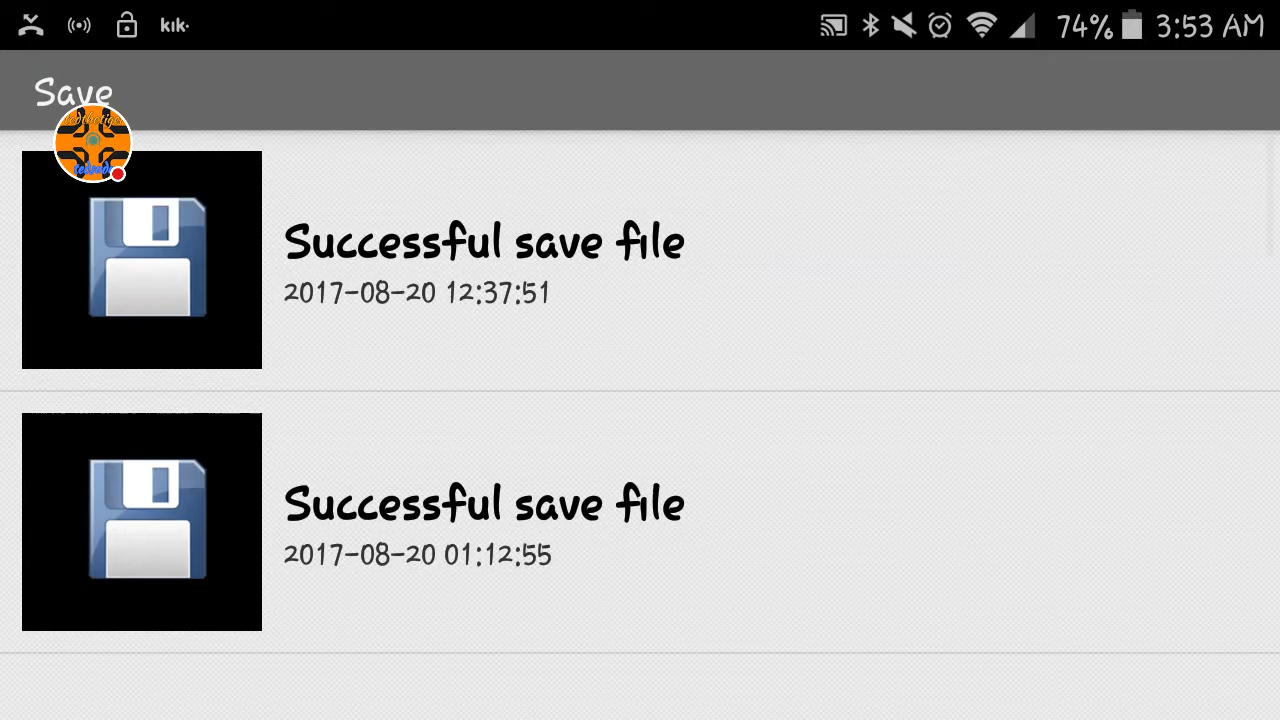 kik·
74% 3:53 AM
Save
Successful save file
2017-08-20 12:37:51
Successful save file
2017-08-20 01:12:55